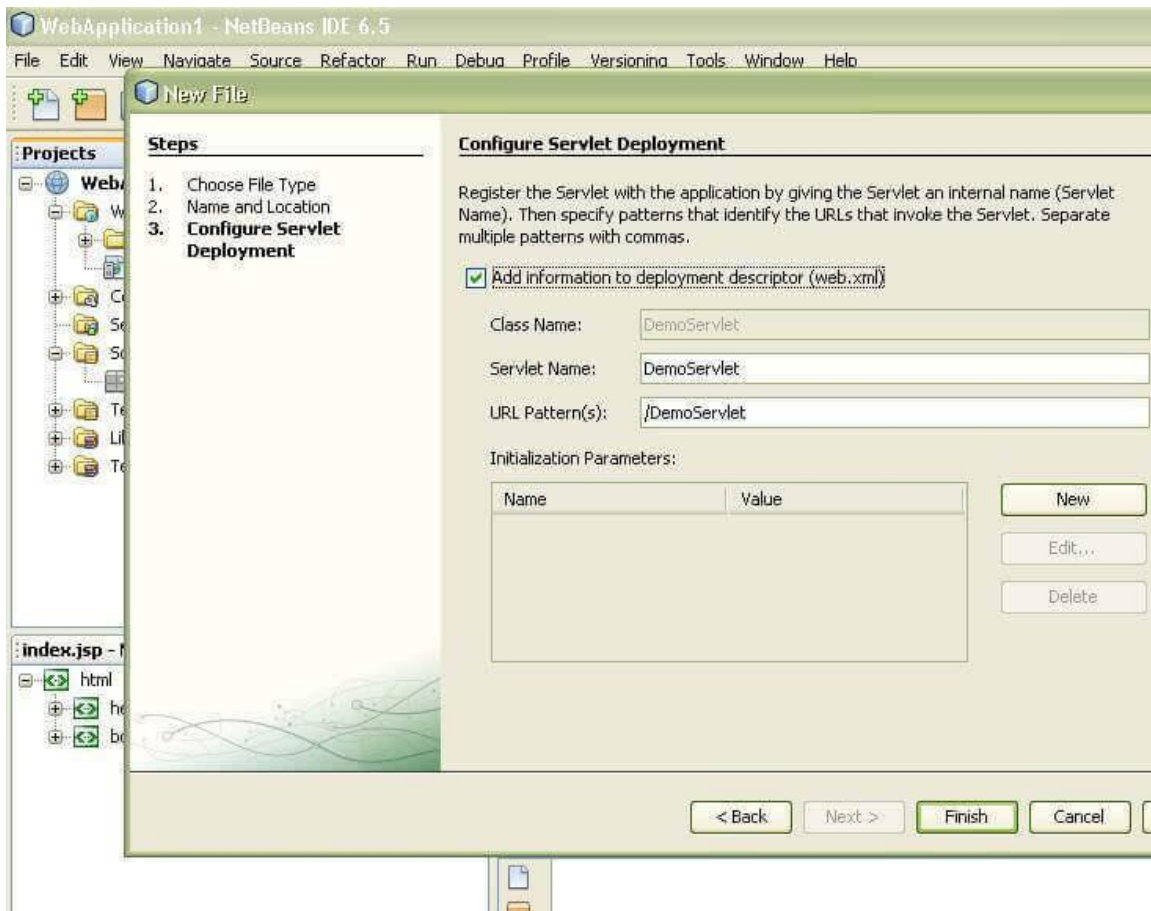 WebApplication1 - NetBeans IDE 6.5
File Edit View Navigate Source Refactor Run Debug Profile Versioning Tools Window Help
New File
Projects
Steps
1. Choose File Type
2. Name and Location
3. Configure Servlet
Deployment
Configure Servlet Deployment
Register the Servlet with the application by giving the Servlet an internal name (Servlet
Name). Then specify patterns that identify the URLs that invoke the Servlet. Separate
multiple patterns with commas.
Add information to deployment descriptor (web.xml)
Class Name: DemoServlet
Servlet Name: DemoServlet
URL Pattern(s): /DemoServlet
Initialization Parameters:
Name Value
New
Edit...
Delete
index.jsp -
html
< Back Next > Finish Cancel